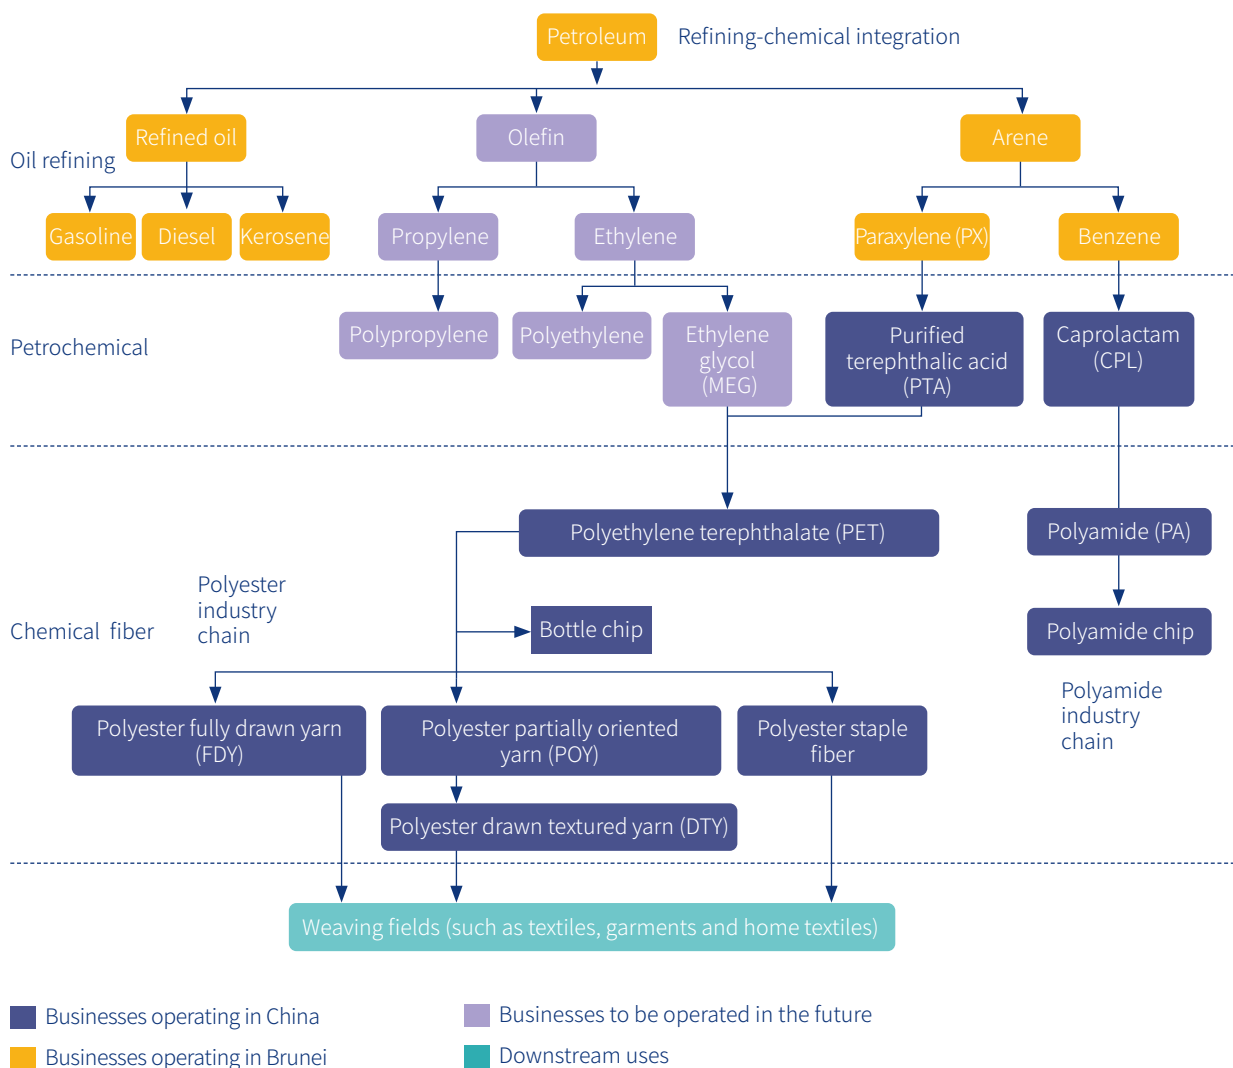 Petroleum
Refining-chemical integration
Refined oil
Olefin
Arene
Oil refining
Gasoline
Diesel
Kerosene
Propylene
Ethylene
Paraxylene (PX)
Benzene
Petrochemical
Polypropylene
Polyethylene
Ethylene
glycol
(MEG)
Purified
terephthalic acid
(PTA)
Caprolactam
(CPL)
Polyethylene terephthalate (PET)
Polyamide (PA)
Chemical fiber
Polyester
industry
chain
Bottle chip
Polyamide chip
Polyamide
industry
chain
Polyester fully drawn yarn
(FDY)
Polyester partially oriented
yarn (POY)
Polyester staple
fiber
Polyester drawn textured yarn (DTY)
Weaving fields (such as textiles, garments and home textiles)
Businesses operating in China
Businesses to be operated in the future
Businesses operating in Brunei
Downstream uses